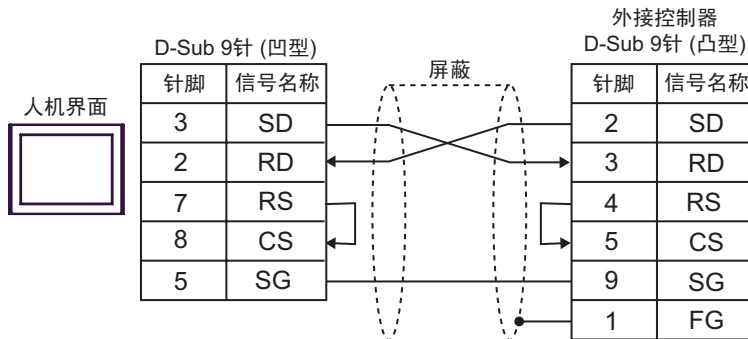 外接控制器
D-Sub 9针 (凹型)
D-Sub 9针 (凸型)
屏蔽
人机界面
针脚 信号名称
3 SD
2 RD
7 RS
8 CS
5 SG
针脚 信号名称
2 SD
3 RD
4 RS
5 CS
9 SG
1 FG